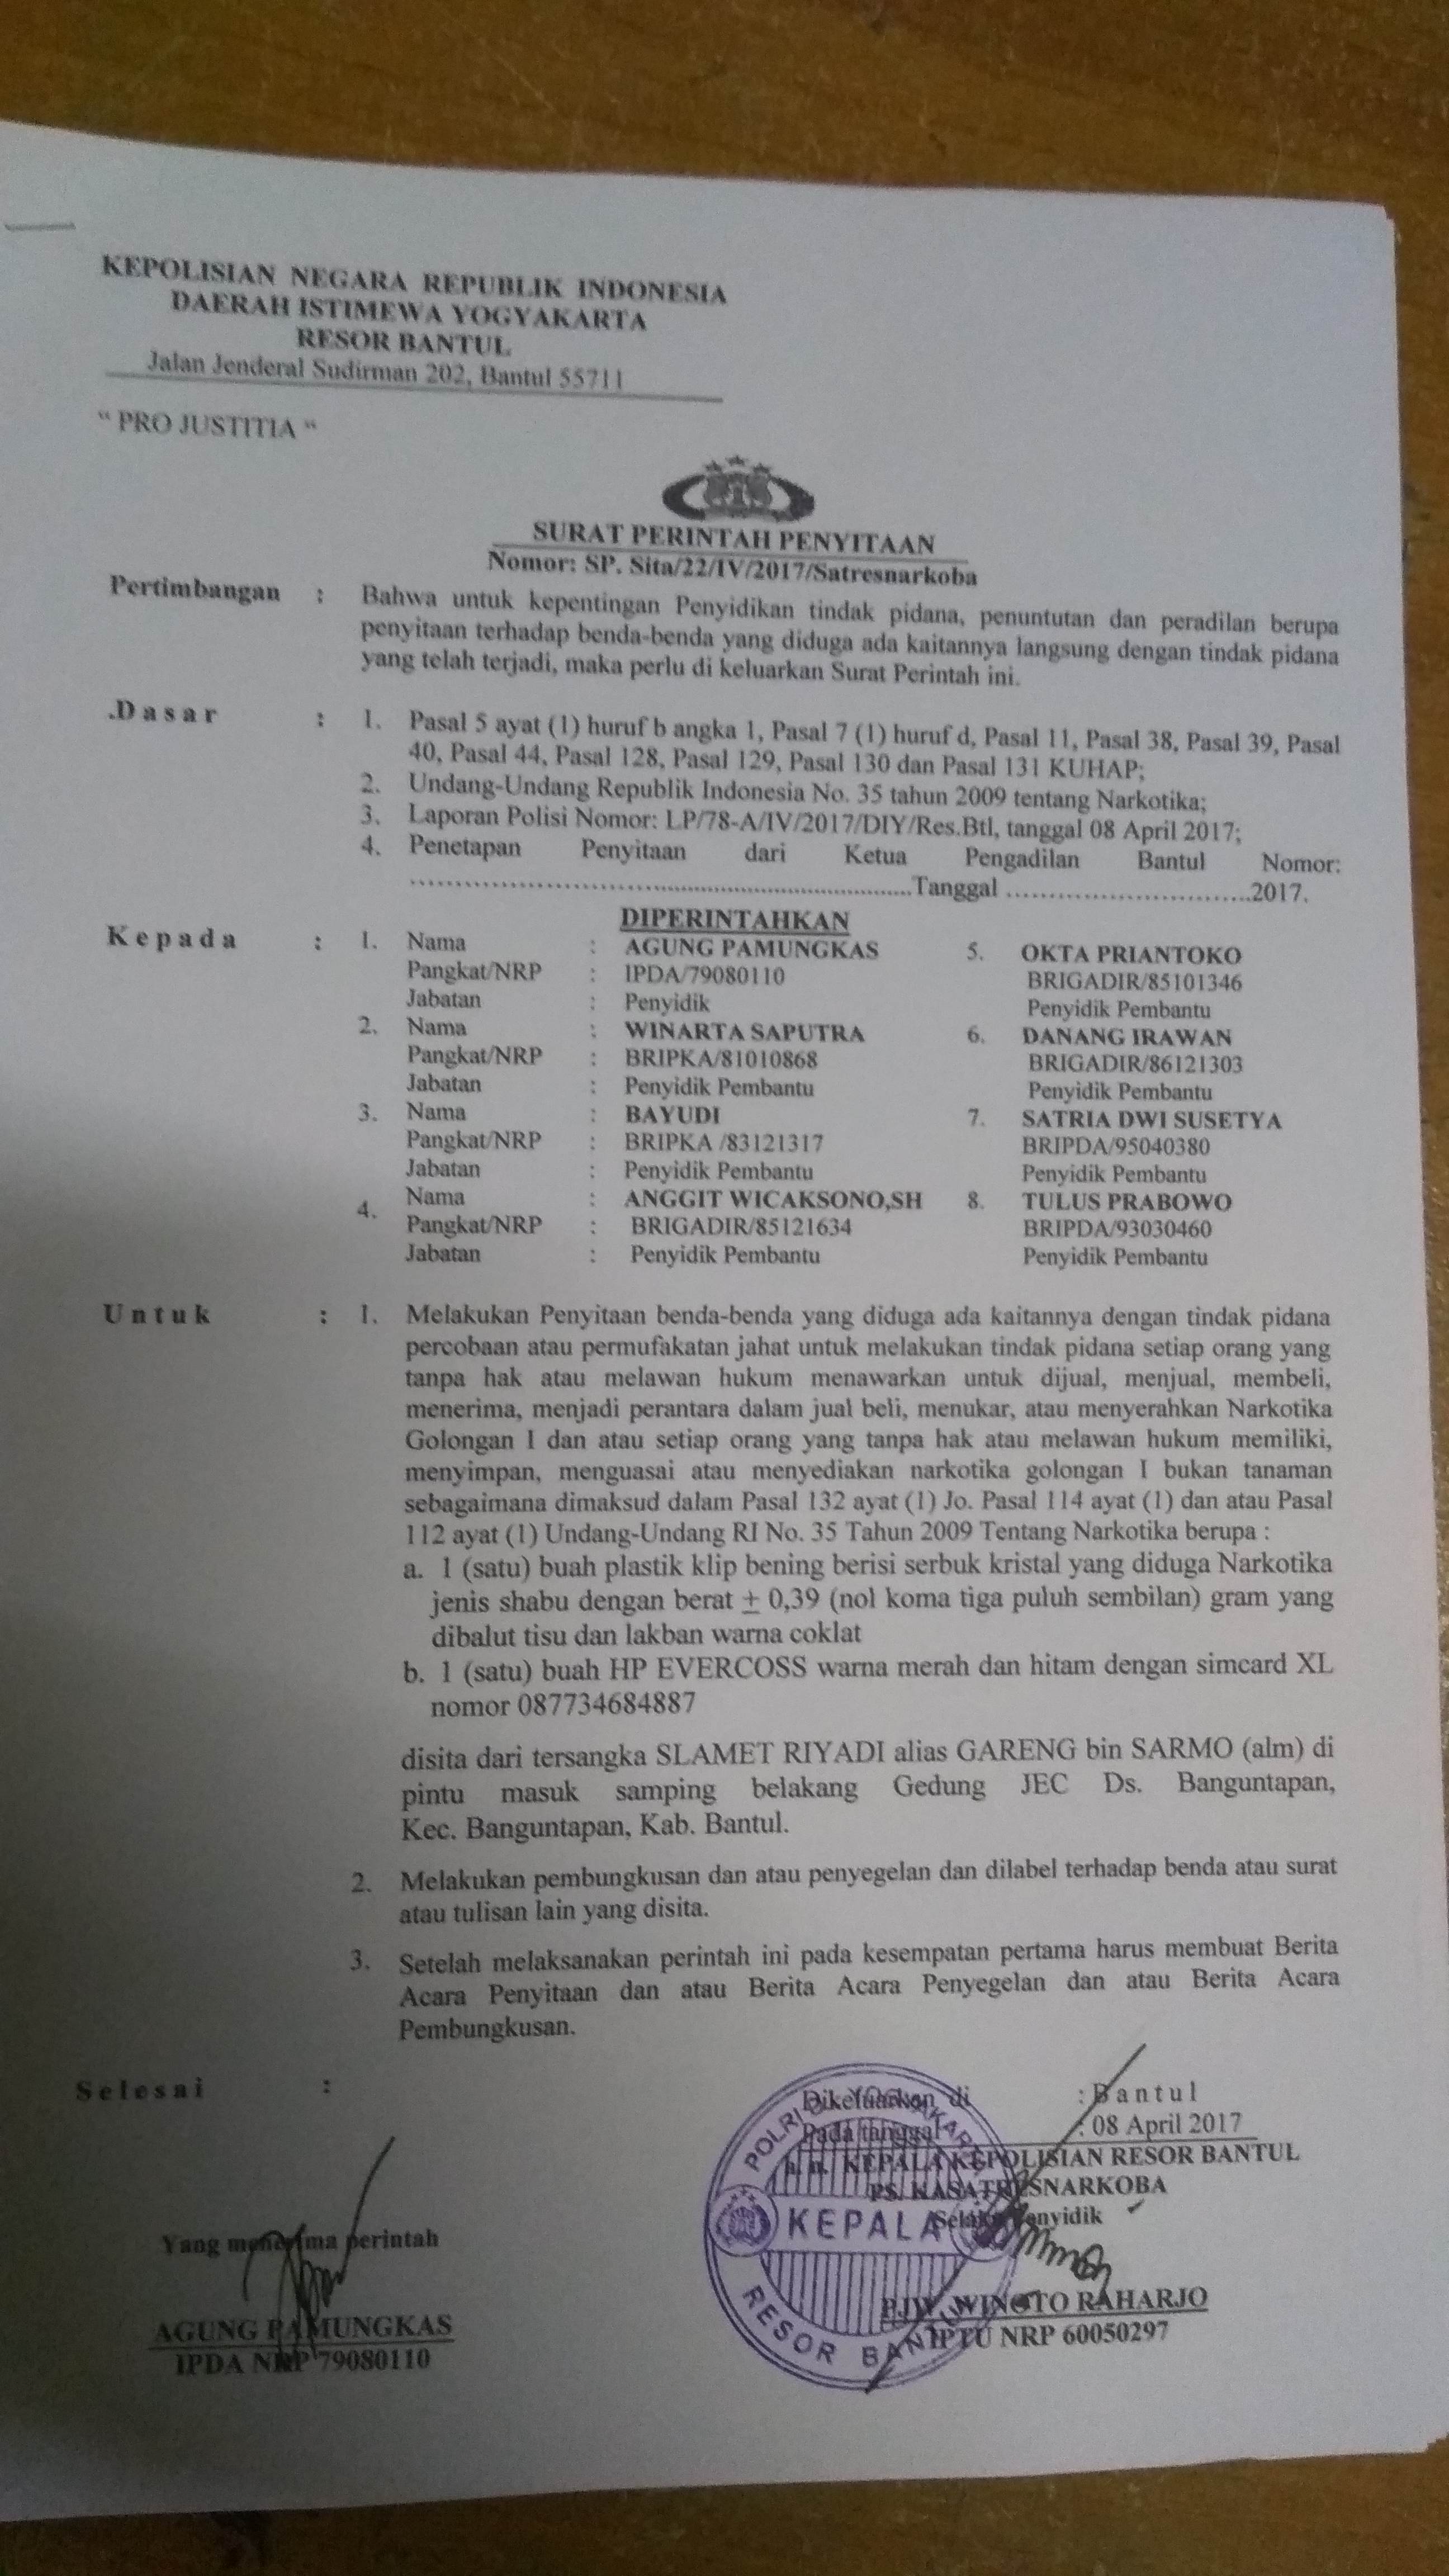 KEPOLISIAN NEGARA REPUBLIK INDONESIA
DAERAH ISTIMEWA YOGYAKARTA
RESOR BANTUL
Jalan Jenderal Sudirman 202, Bantul 55711
“ PRO JUSTITIA “
SURAT PERINTAH PENYITAAN
Nomor: SP. Sita/22/IV/2017/Satresnarkoba
Pertimbangan : Bahwa untuk kepentingan Penyidikan tindak pidana, penuntutan dan peradilan berupa
penyitaan terhadap benda-benda yang diduga ada kaitannya langsung dengan tindak pidana
yang telah terjadi, maka perlu di keluarkan Surat Perintah ini.
.Dasar : 1. Pasal 5 ayat (1) huruf b angka 1, Pasal 7 (1) huruf d, Pasal 11, Pasal 38, Pasal 39, Pasal
40, Pasal 44, Pasal 128, Pasal 129, Pasal 130 dan Pasal 131 KUHAP;
2. Undang-Undang Republik Indonesia No. 35 tahun 2009 tentang Narkotika;
3. Laporan Polisi Nomor: LP/78-A/IV/2017/DIY/Res.Btl, tanggal 08 April 2017;
4. Penetapan Penyitaan dari Ketua Pengadilan Bantul Nomor:
..............................................................Tanggal ..............................2017.
DIPERINTAHKAN
Kepada : 1. Nama : AGUNG PAMUNGKAS 5. OKTA PRIANTOKO
Pangkat/NRP : IPDA/79080110 BRIGADIR/85101346
Jabatan : Penyidik Penyidik Pembantu
2. Nama : WINARTA SAPUTRA 6. DANANG IRAWAN
Pangkat/NRP : BRIPKA/81010868 BRIGADIR/86121303
Jabatan : Penyidik Pembantu Penyidik Pembantu
3. Nama : BAYUDI 7. SATRIA DWI SUSETYA
Pangkat/NRP : BRIPKA /83121317 BRIPDA/95040380
Jabatan : Penyidik Pembantu Penyidik Pembantu
4. Nama : ANGGIT WICAKSONO,SH 8. TULUS PRABOWO
Pangkat/NRP : BRIGADIR/85121634 BRIPDA/93030460
Jabatan : Penyidik Pembantu Penyidik Pembantu
Untuk : 1. Melakukan Penyitaan benda-benda yang diduga ada kaitannya dengan tindak pidana
percobaan atau permufakatan jahat untuk melakukan tindak pidana setiap orang yang
tanpa hak atau melawan hukum menawarkan untuk dijual, menjual, membeli,
menerima, menjadi perantara dalam jual beli, menukar, atau menyerahkan Narkotika
Golongan I dan atau setiap orang yang tanpa hak atau melawan hukum memiliki,
menyimpan, menguasai atau menyediakan narkotika golongan I bukan tanaman
sebagaimana dimaksud dalam Pasal 132 ayat (1) Jo. Pasal 114 ayat (1) dan atau Pasal
112 ayat (1) Undang-Undang RI No. 35 Tahun 2009 Tentang Narkotika berupa :
a. 1 (satu) buah plastik klip bening berisi serbuk kristal yang diduga Narkotika
jenis shabu dengan berat ± 0,39 (nol koma tiga puluh sembilan) gram yang
dibalut tisu dan lakban warna coklat
b. 1 (satu) buah HP EVERCOSS warna merah dan hitam dengan simcard XL
nomor 087734684887
disita dari tersangka SLAMET RIYADI alias GARENG bin SARMO (alm) di
pintu masuk samping belakang Gedung JEC Ds. Banguntapan,
Kec. Banguntapan, Kab. Bantul.
2. Melakukan pembungkusan dan atau penyegelan dan dilabel terhadap benda atau surat
atau tulisan lain yang disita.
3. Setelah melaksanakan perintah ini pada kesempatan pertama harus membuat Berita
Acara Penyitaan dan atau Berita Acara Penyegelan dan atau Berita Acara
Pembungkusan.
Selesai :
Dikeluarkan di : Bantul
Pada tanggal : 08 April 2017
a.n. KEPALA KEPOLISIAN RESOR BANTUL
PS. KASATRESNARKOBA
Selaku Penyidik
Yang menerima perintah
AGUNG PAMUNGKAS
IPDA NRP 79080110
WINOTO RAHARJO
IPTU NRP 60050297
KEPALA
RESOR BANTUL